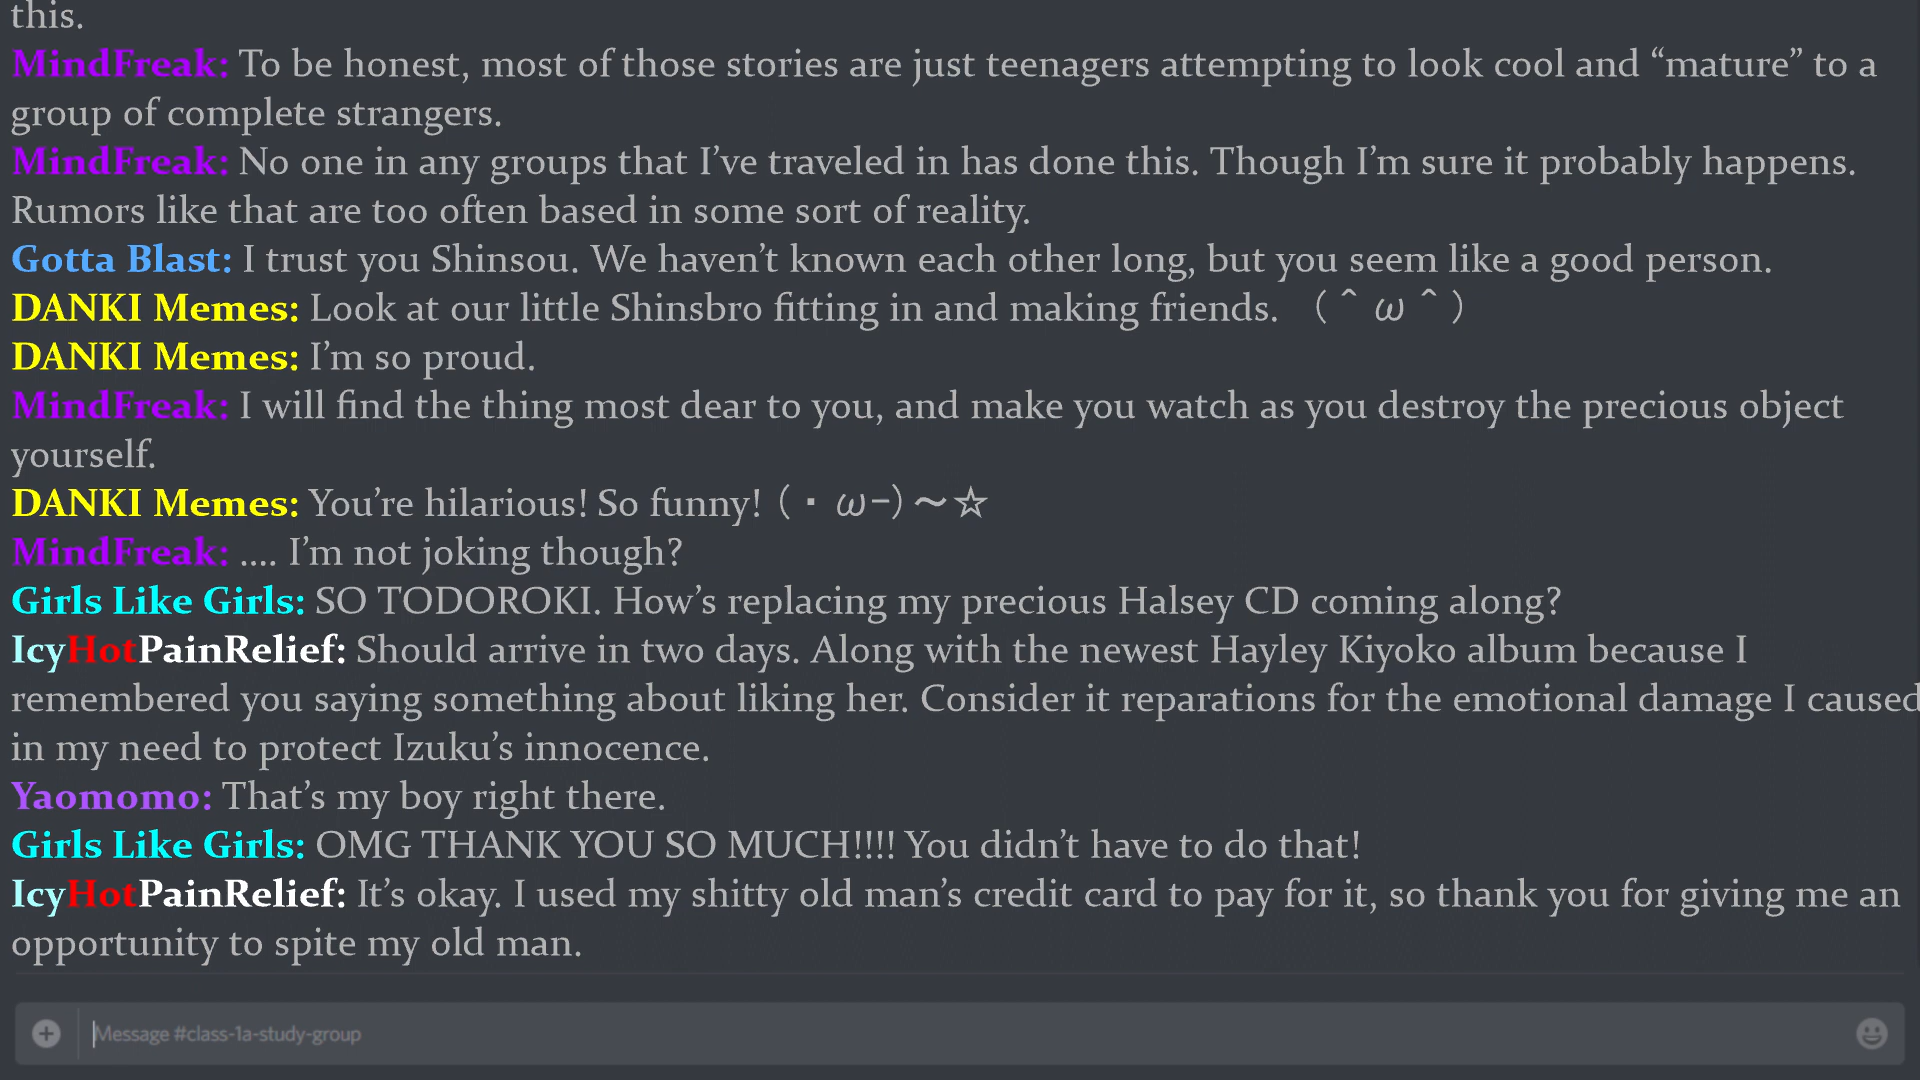 this.
MindFreak: To be honest, most of those stories are just teenagers attempting to look cool and “mature” to a
group of complete strangers.
MindFreak: No one in any groups that I’ve traveled in has done this. Though I’m sure it probably happens.
Rumors like that are too often based in some sort of reality.
Gotta Blast: I trust you Shinsou. We haven’t known each other long, but you seem like a good person.
DANKI Memes: Look at our little Shinsbro fitting in and making friends. ( ＾ ω ＾ )
DANKI Memes: I’m so proud.
MindFreak: I will find the thing most dear to you, and make you watch as you destroy the precious object
yourself.
DANKI Memes: You’re hilarious! So funny! (・ω-)～☆
MindFreak: .... I’m not joking though?
Girls Like Girls: SO TODOROKI. How’s replacing my precious Halsey CD coming along?
IcyHotPainRelief: Should arrive in two days. Along with the newest Hayley Kiyoko album because I
remembered you saying something about liking her. Consider it reparations for the emotional damage I caused
in my need to protect Izuku’s innocence.
Yaomomo: That’s my boy right there.
Girls Like Girls: OMG THANK YOU SO MUCH!!!! You didn’t have to do that!
IcyHotPainRelief: It’s okay. I used my shitty old man’s credit card to pay for it, so thank you for giving me an
opportunity to spite my old man.
Message #class-1a-study-group